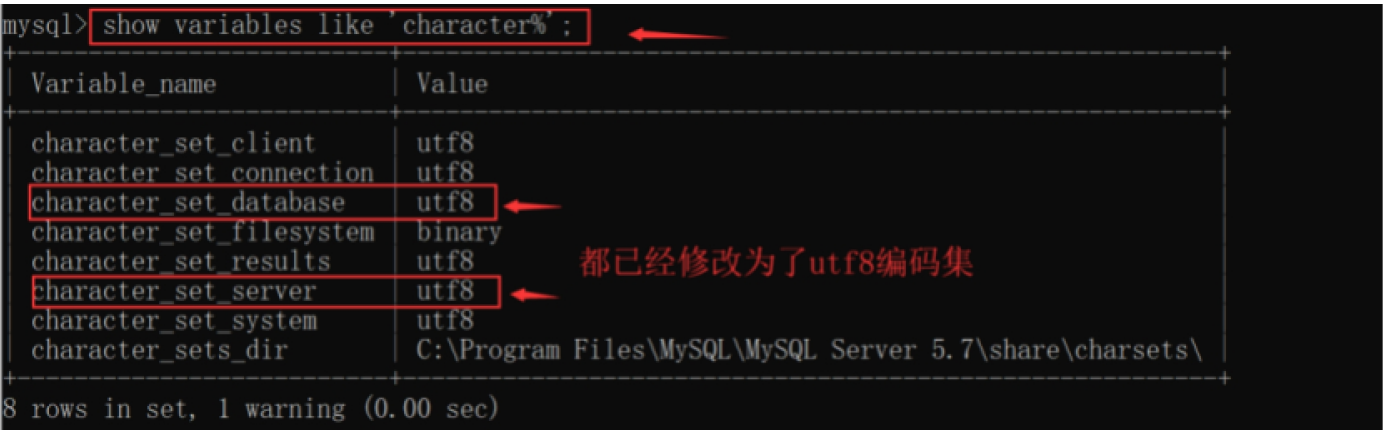 mysql> show variables like 'character%';
Variable_name | Value
character_set_client | utf8
character_set_connection | utf8
character_set_database | utf8
character_set_filesystem | binary
character_set_results | utf8
都已经修改为了utf8编码集
character_set_server | utf8
character_set_system | utf8
character_sets_dir | C:\Program Files\MySQL\MySQL Server 5.7\share\charsets\
8 rows in set, 1 warning (0.00 sec)